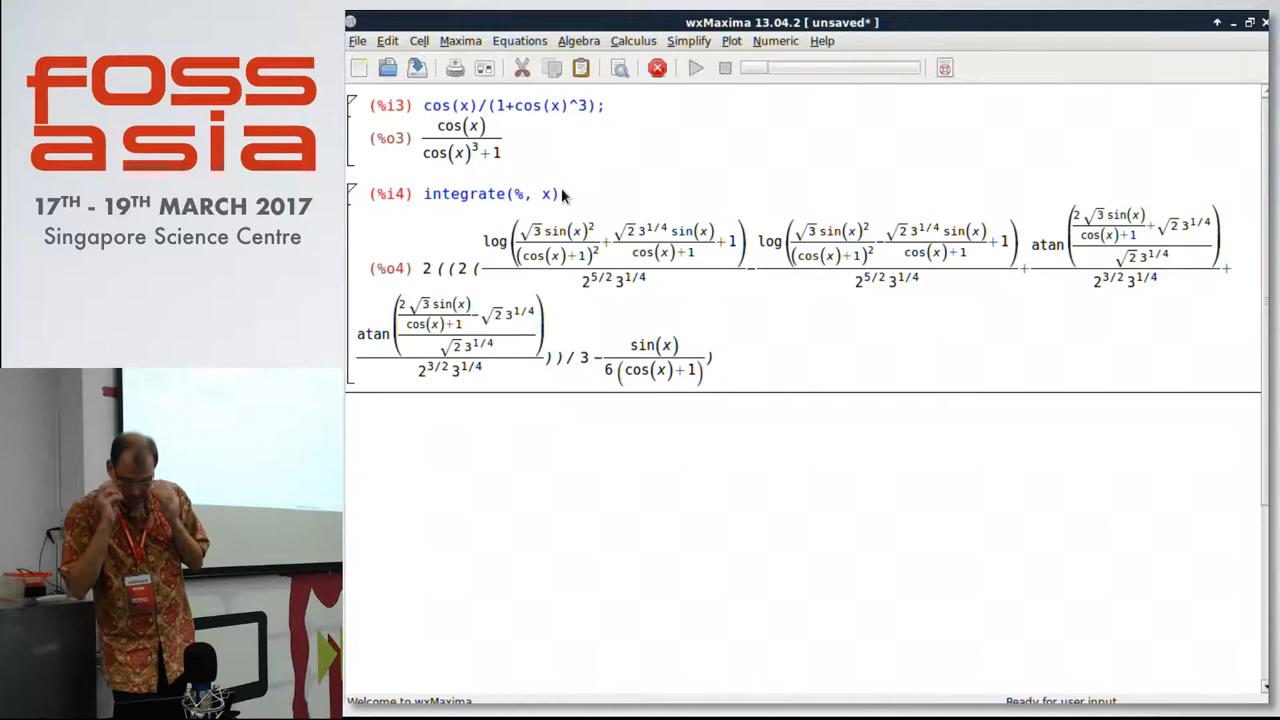 foss
asia
17TH - 19TH MARCH 2017
Singapore Science Centre
wxMaxima 13.04.2 [ unsaved* ]
File Edit Cell Maxima Equations Algebra Calculus Simplify Plot Numeric Help
(%i3) cos(x)/(1+cos(x)^3);
(%o3) cos(x) / cos(x)³+1
(%i4) integrate(%, x)
(%o4) 2 ( ( 2 ( log( √3 sin(x)² / (cos(x)+1)² + √2 3^1/4 sin(x) / cos(x)+1 + 1 ) / 2^5/2 3^1/4 − log( √3 sin(x)² / (cos(x)+1)² − √2 3^1/4 sin(x) / cos(x)+1 + 1 ) / 2^5/2 3^1/4 + atan( 2 √3 sin(x) / cos(x)+1 + √2 3^1/4 / √2 3^1/4 ) / 2^3/2 3^1/4 +
atan( 2 √3 sin(x) / cos(x)+1 − √2 3^1/4 / √2 3^1/4 ) / 2^3/2 3^1/4 ) ) / 3 − sin(x) / 6 (cos(x)+1) )
Welcome to wxMaxima Ready for user input